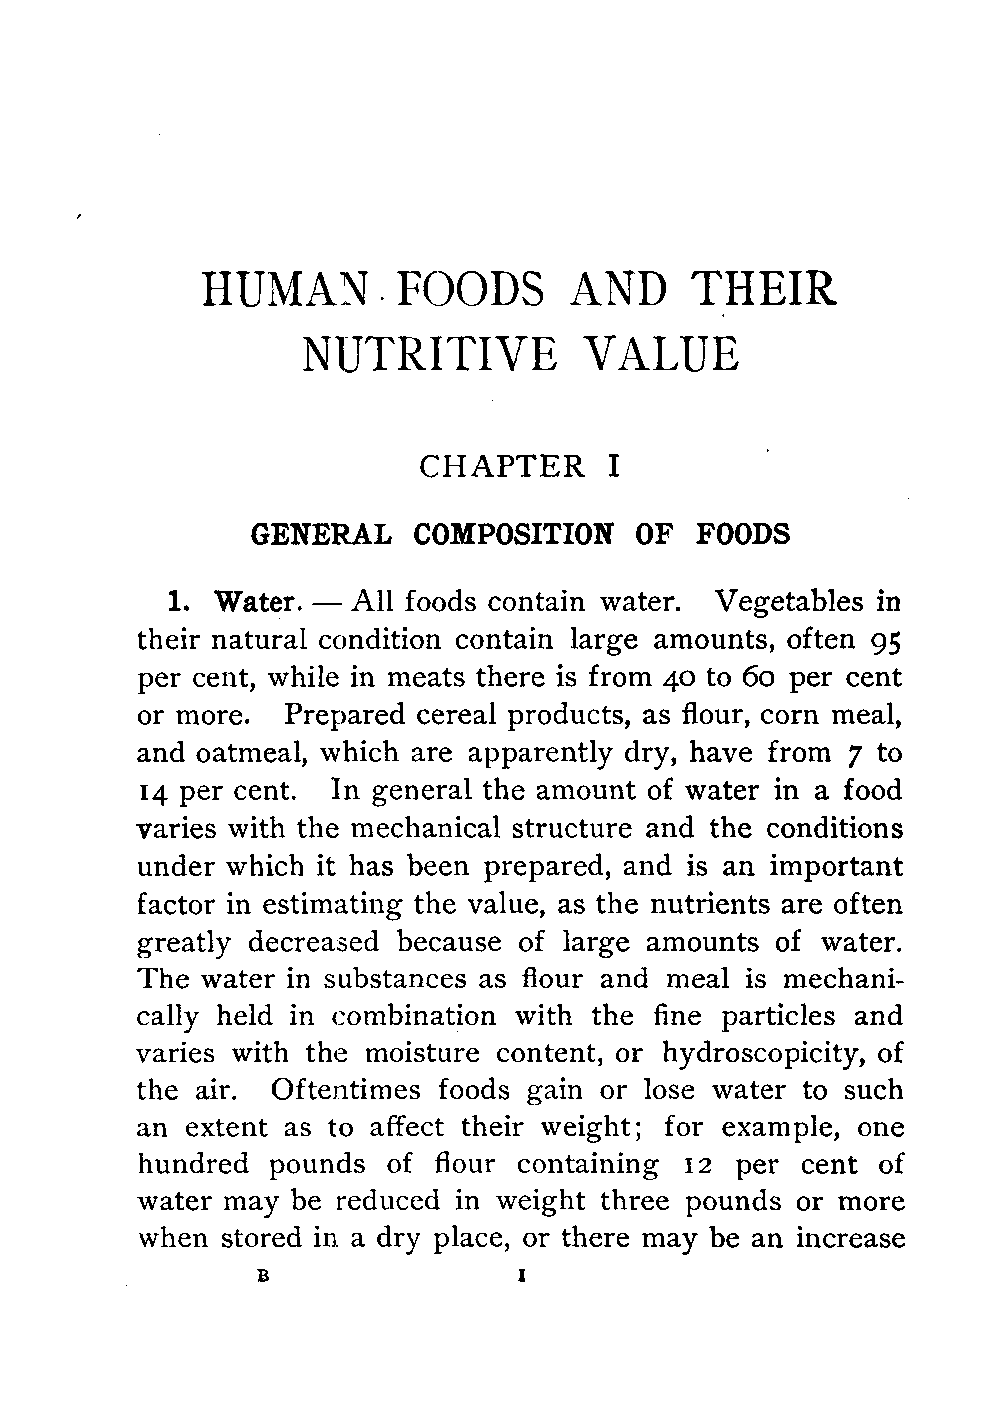 HUMAN FOODS AND THEIR
NUTRITIVE VALUE
CHAPTER I
GENERAL COMPOSITION OF FOODS
1. Water. — All foods contain water. Vegetables in
their natural condition contain large amounts, often 95
per cent, while in meats there is from 40 to 60 per cent
or more. Prepared cereal products, as flour, corn meal,
and oatmeal, which are apparently dry, have from 7 to
14 per cent. In general the amount of water in a food
varies with the mechanical structure and the conditions
under which it has been prepared, and is an important
factor in estimating the value, as the nutrients are often
greatly decreased because of large amounts of water.
The water in substances as flour and meal is mechani-
cally held in combination with the fine particles and
varies with the moisture content, or hydroscopicity, of
the air. Oftentimes foods gain or lose water to such
an extent as to affect their weight; for example, one
hundred pounds of flour containing 12 per cent of
water may be reduced in weight three pounds or more
when stored in a dry place, or there may be an increase
B 1